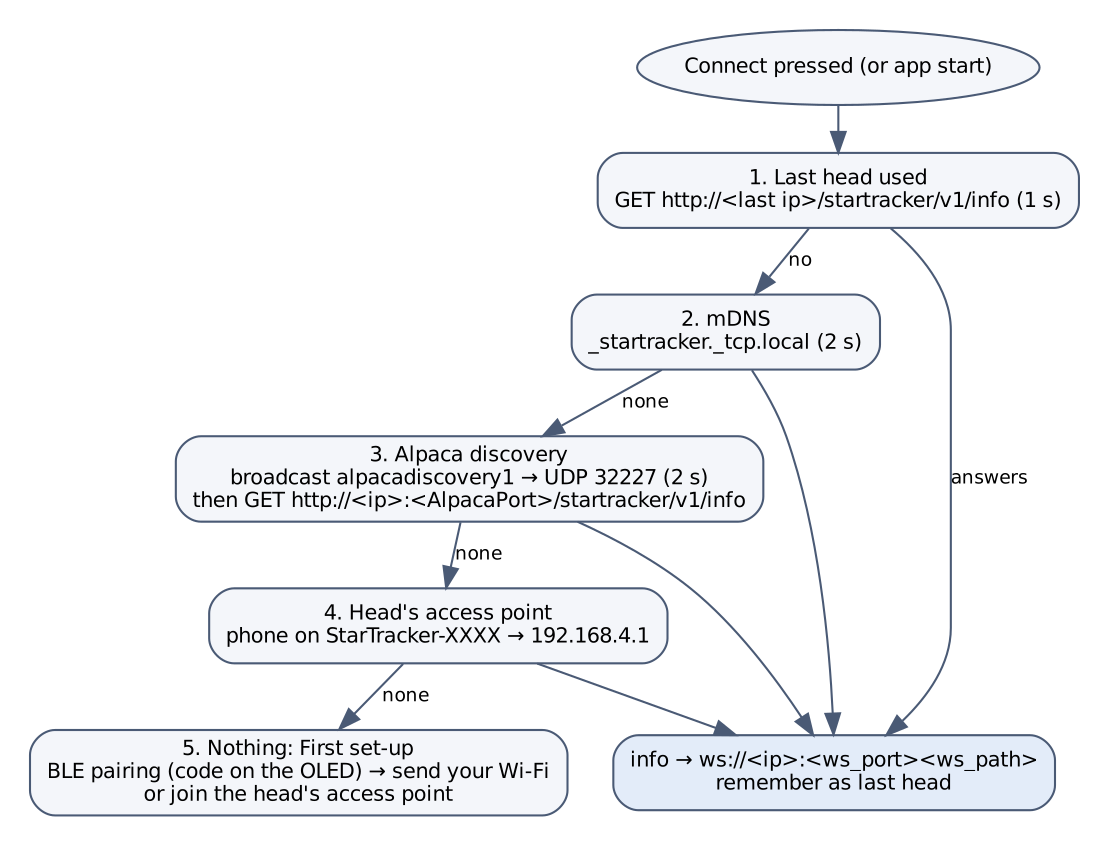 Connect pressed (or app start)
1. Last head used
GET http://<last ip>/startracker/v1/info (1 s)
no
2. mDNS
_startracker._tcp.local (2 s)
none
3. Alpaca discovery
broadcast alpacadiscovery1 → UDP 32227 (2 s)
then GET http://<ip>:<AlpacaPort>/startracker/v1/info
answers
none
4. Head's access point
phone on StarTracker-XXXX → 192.168.4.1
none
5. Nothing: First set-up
BLE pairing (code on the OLED) → send your Wi-Fi
or join the head's access point
info → ws://<ip>:<ws_port><ws_path>
remember as last head